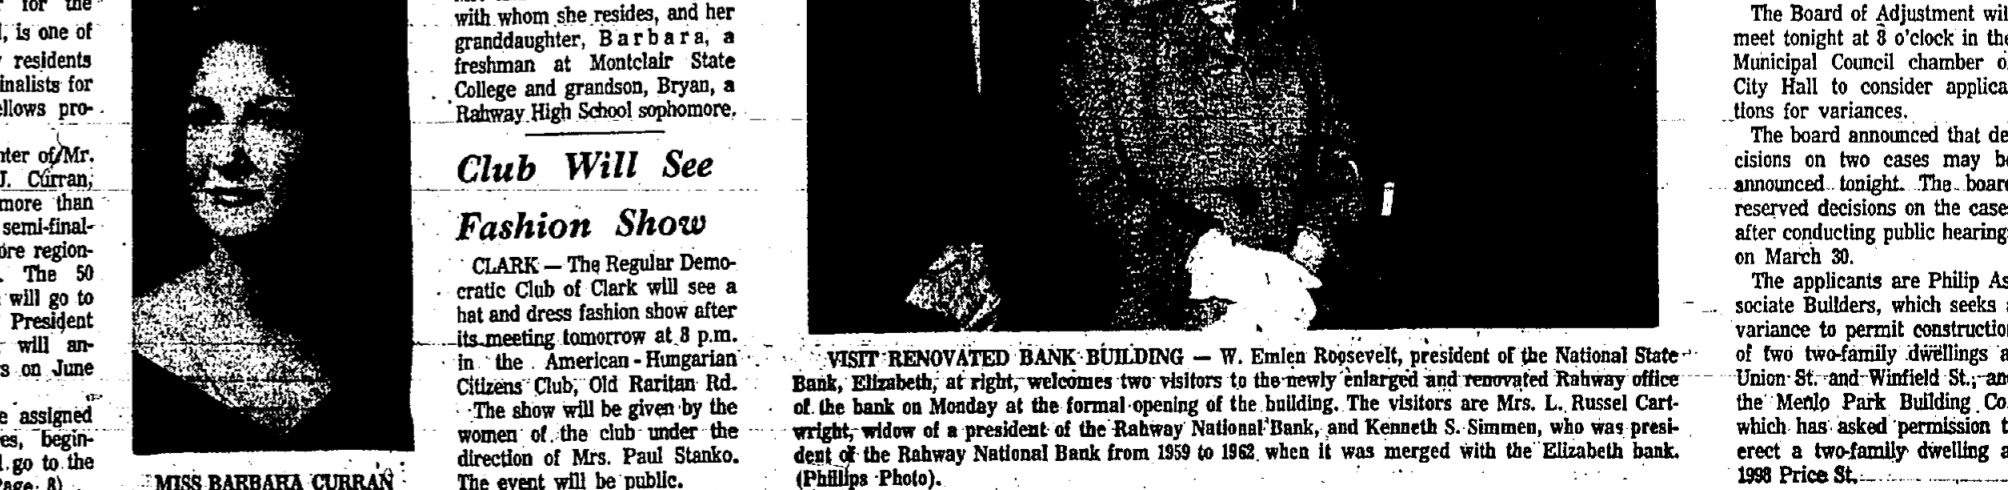 for the
, is one of
residents
inalists for
ellows pro-
nter of Mr.
J. Curran,
more than
semi-final-
ore region-
. The 50
will go to
President
will an-
s on June
e assigned
es, begin-
l go to the
Page 8)
MISS BARBARA CURRAN
with whom she resides, and her
granddaughter, Barbara, a
freshman at Montclair State
College and grandson, Bryan, a
Rahway High School sophomore.
Club Will See
Fashion Show
CLARK — The Regular Demo-
cratic Club of Clark will see a
hat and dress fashion show after
its meeting tomorrow at 8 p.m.
in the American - Hungarian
Citizens Club, Old Raritan Rd.
The show will be given by the
women of the club under the
direction of Mrs. Paul Stanko.
The event will be public.
VISIT RENOVATED BANK BUILDING — W. Emlen Roosevelt, president of the National State
Bank, Elizabeth, at right, welcomes two visitors to the newly enlarged and renovated Rahway office
of the bank on Monday at the formal opening of the building. The visitors are Mrs. L. Russel Cart-
wright, widow of a president of the Rahway National Bank, and Kenneth S. Simmen, who was presi-
dent of the Rahway National Bank from 1959 to 1962 when it was merged with the Elizabeth bank.
(Phillips Photo).
The Board of Adjustment wil
meet tonight at 8 o'clock in the
Municipal Council chamber o
City Hall to consider applica
tions for variances.
The board announced that de
cisions on two cases may be
announced tonight. The board
reserved decisions on the case
after conducting public hearing
on March 30.
The applicants are Philip As
sociate Builders, which seeks a
variance to permit construction
of two two-family dwellings a
Union St. and Winfield St., and
the Menlo Park Building Co.
which has asked permission t
erect a two-family dwelling a
1998 Price St.